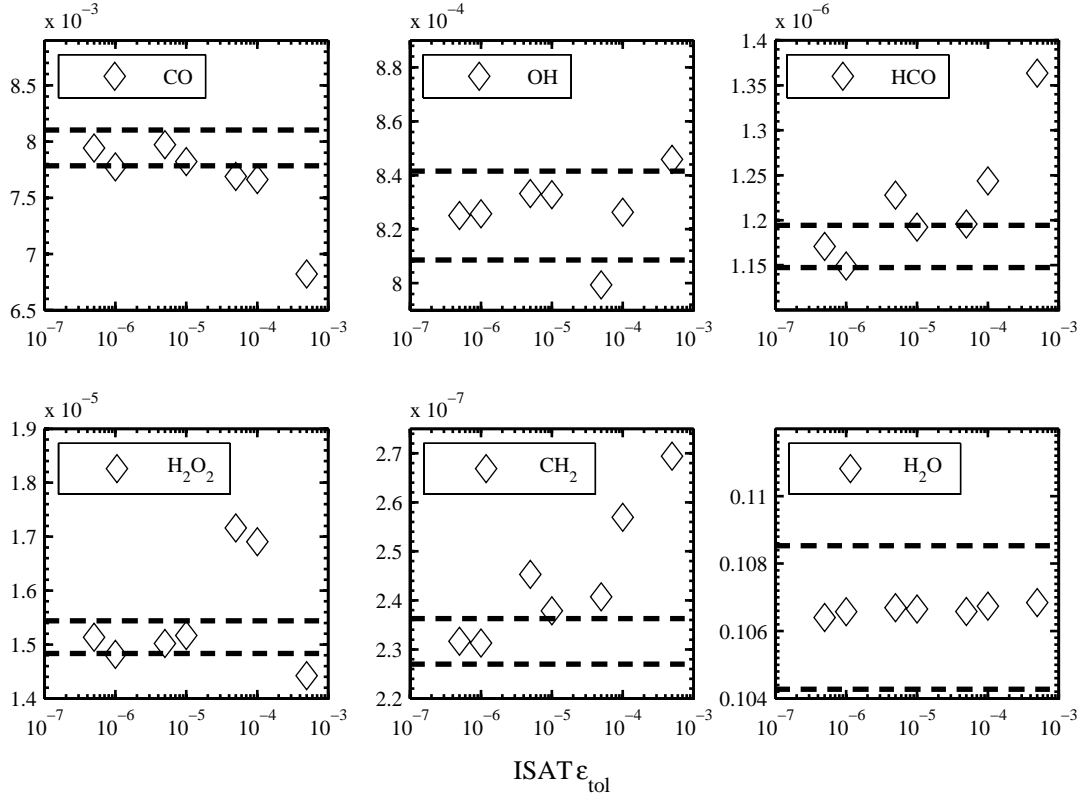 x 10⁻³
x 10⁻⁴
x 10⁻⁶
CO
OH
HCO
8.5
8
7.5
7
6.5
8.8
8.6
8.4
8.2
8
1.4
1.35
1.3
1.25
1.2
1.15
10⁻⁷ 10⁻⁶ 10⁻⁵ 10⁻⁴ 10⁻³
10⁻⁷ 10⁻⁶ 10⁻⁵ 10⁻⁴ 10⁻³
10⁻⁷ 10⁻⁶ 10⁻⁵ 10⁻⁴ 10⁻³
x 10⁻⁵
x 10⁻⁷
H₂O₂
CH₂
H₂O
1.9
1.8
1.7
1.6
1.5
1.4
2.7
2.6
2.5
2.4
2.3
2.2
0.11
0.108
0.106
0.104
10⁻⁷ 10⁻⁶ 10⁻⁵ 10⁻⁴ 10⁻³
10⁻⁷ 10⁻⁶ 10⁻⁵ 10⁻⁴ 10⁻³
10⁻⁷ 10⁻⁶ 10⁻⁵ 10⁻⁴ 10⁻³
ISAT ε_tol